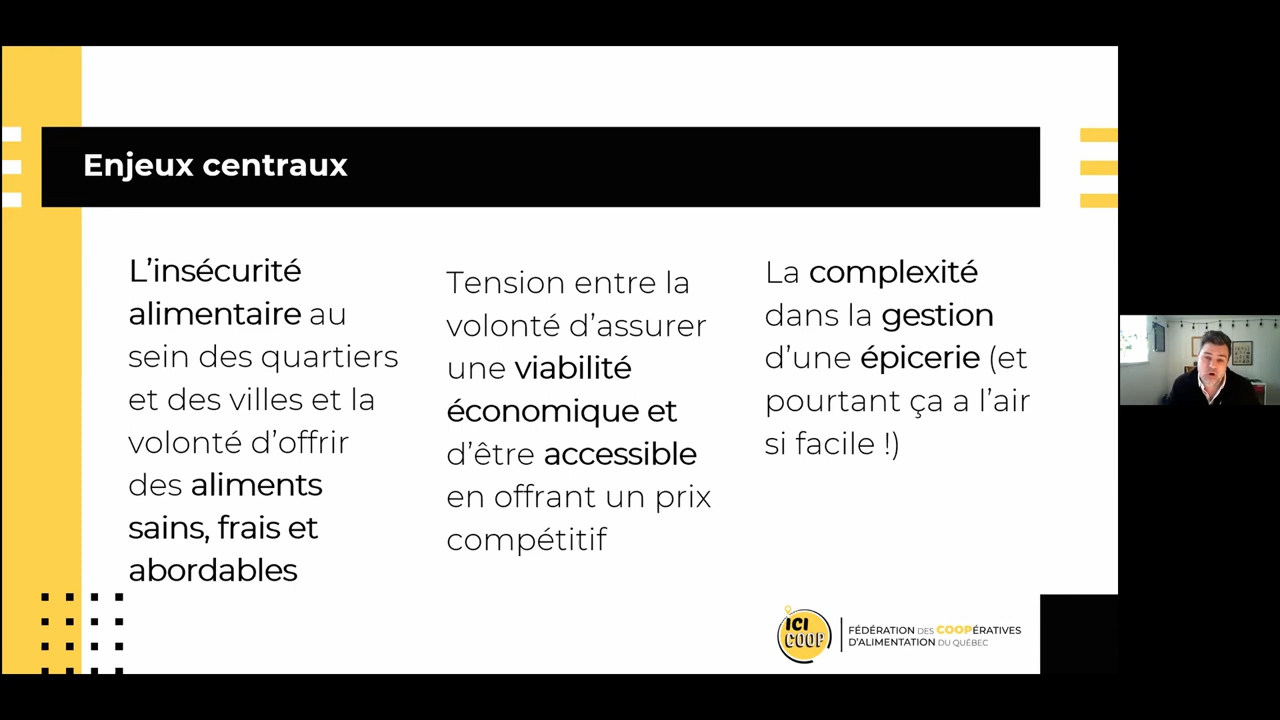 Enjeux centraux
L’insécurité
alimentaire au
sein des quartiers
et des villes et la
volonté d’offrir
des aliments
sains, frais et
abordables
Tension entre la
volonté d’assurer
une viabilité
économique et
d’être accessible
en offrant un prix
compétitif
La complexité
dans la gestion
d’une épicerie (et
pourtant ça a l’air
si facile !)
ICI
COOP
FÉDÉRATION DES COOPÉRATIVES
D’ALIMENTATION DU QUÉBEC